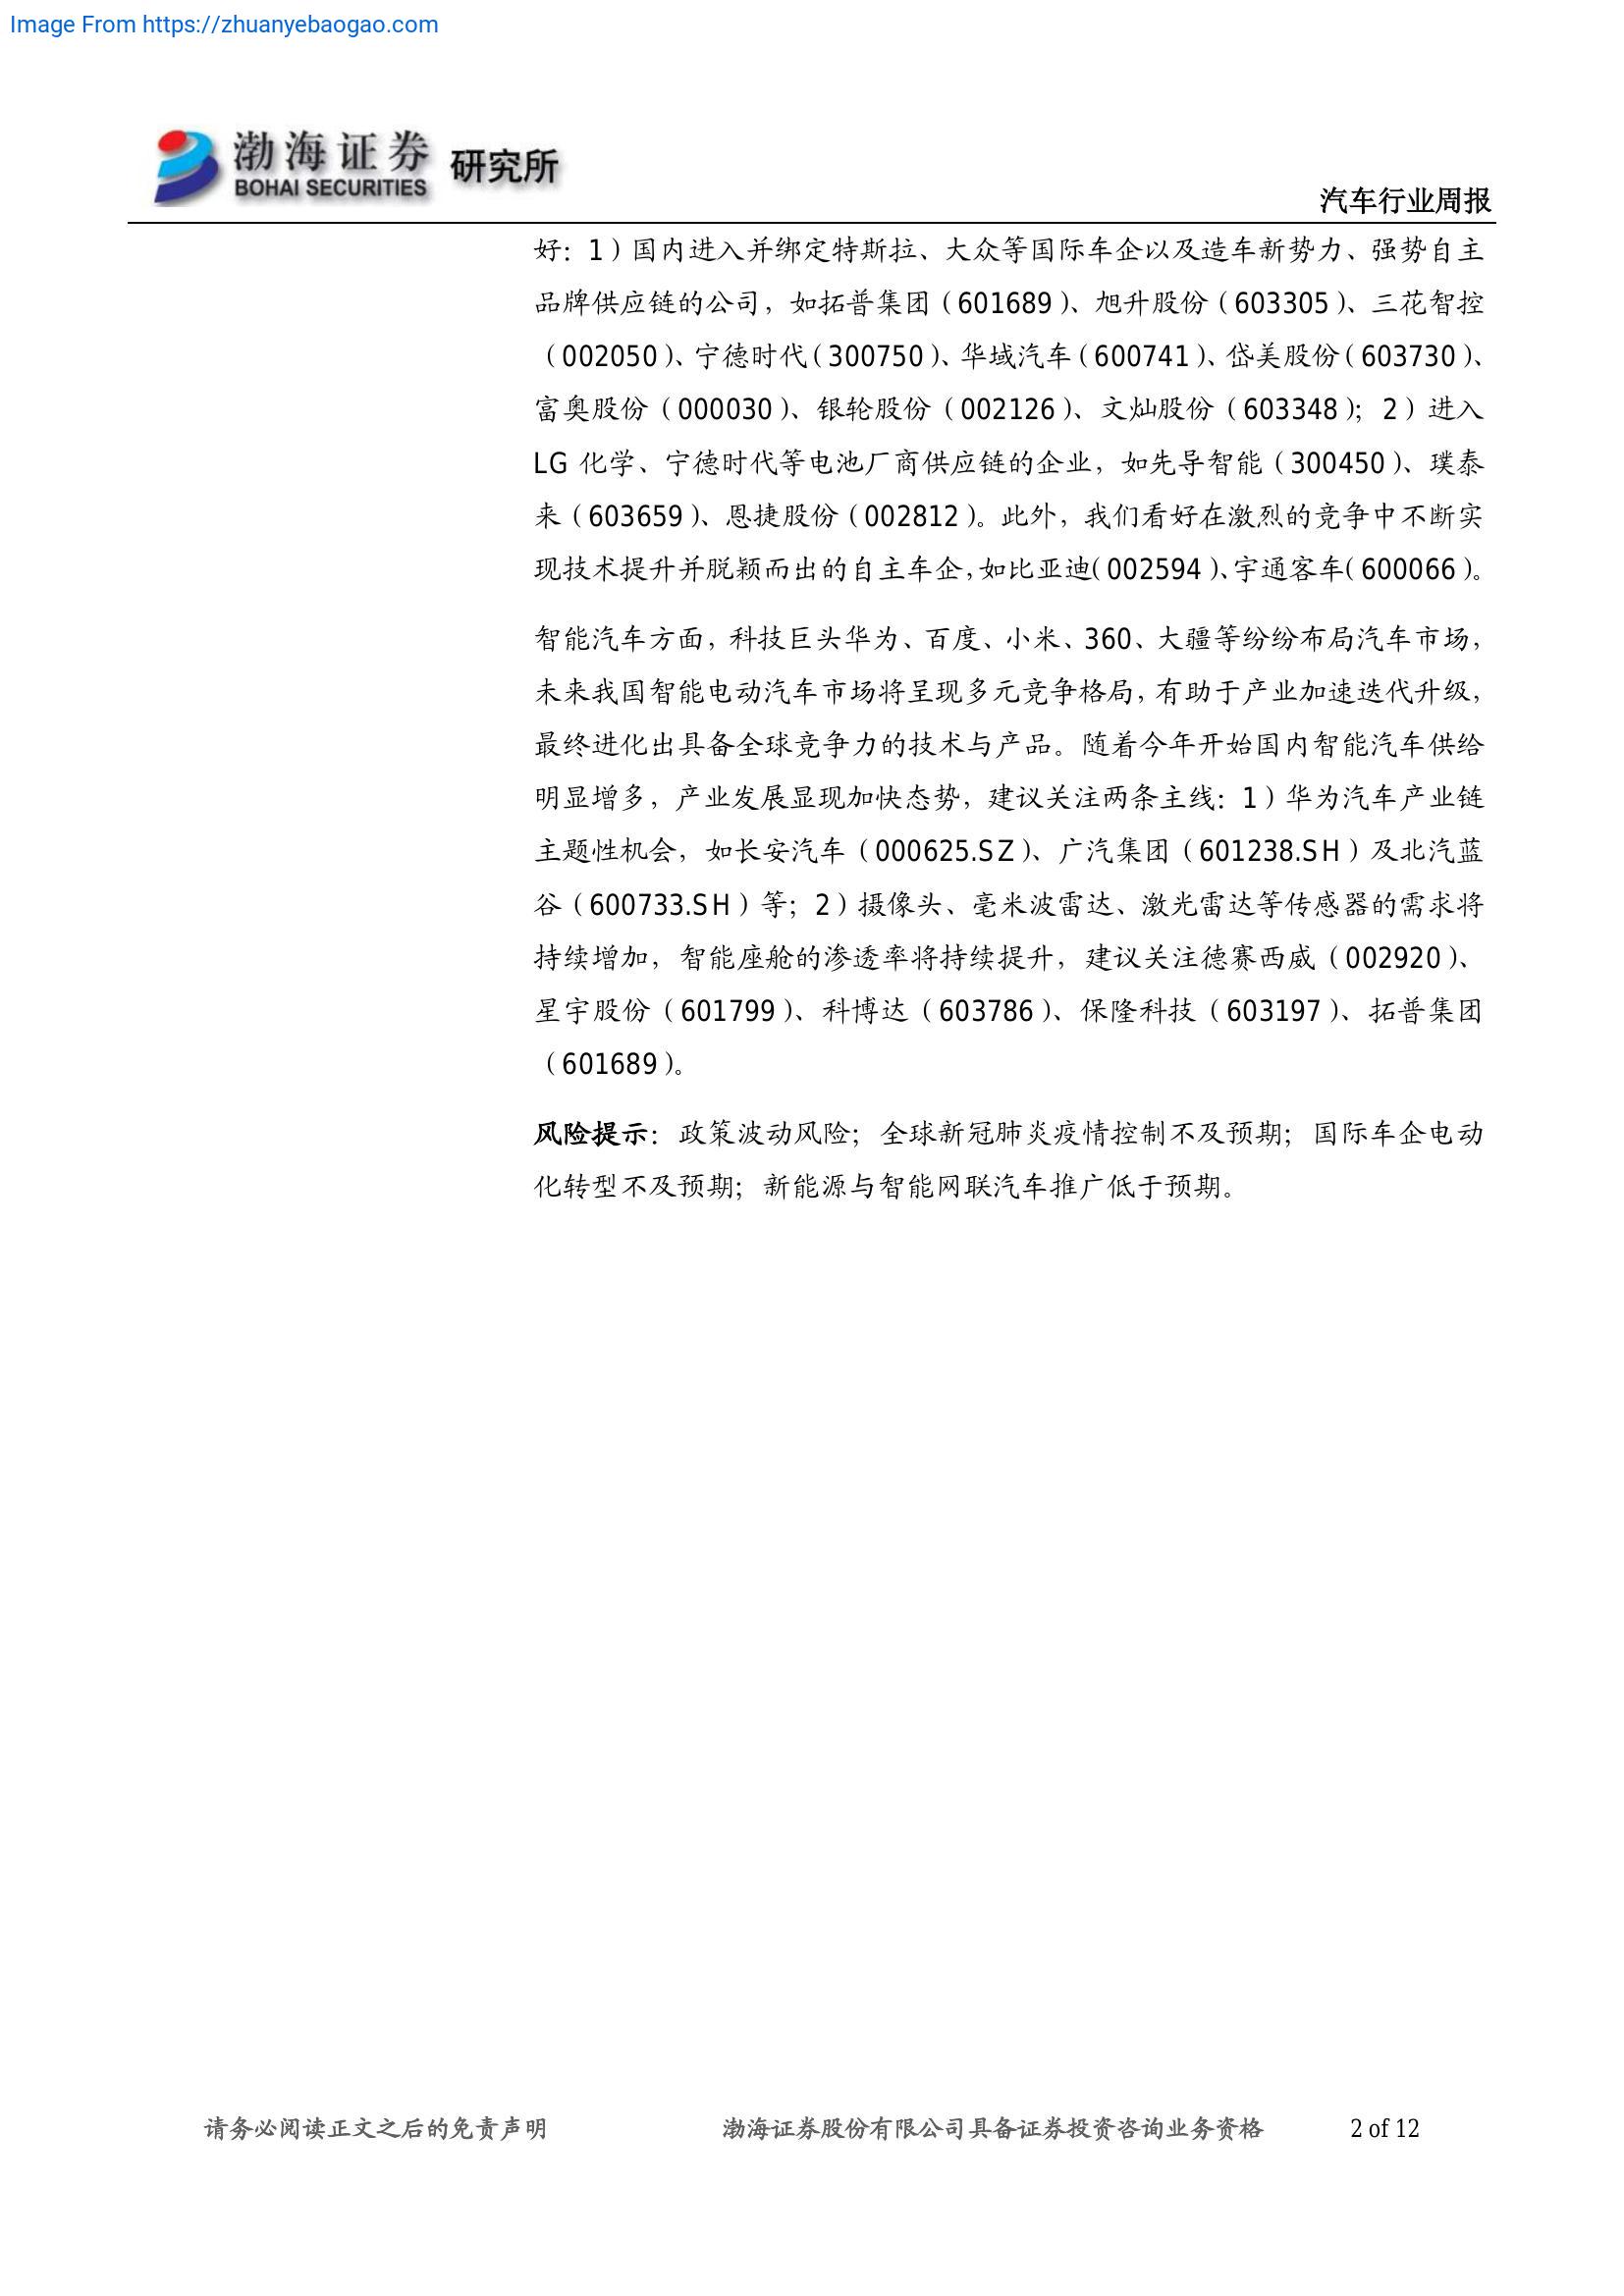 Image From https://zhuanyebaogao.com
渤海证券 研究所
BOHAI SECURITIES
汽车行业周报
好：1）国内进入并绑定特斯拉、大众等国际车企以及造车新势力、强势自主
品牌供应链的公司，如拓普集团（601689）、旭升股份（603305）、三花智控
（002050）、宁德时代（300750）、华域汽车（600741）、岱美股份（603730）、
富奥股份（000030）、银轮股份（002126）、文灿股份（603348）；2）进入
LG 化学、宁德时代等电池厂商供应链的企业，如先导智能（300450）、璞泰
来（603659）、恩捷股份（002812）。此外，我们看好在激烈的竞争中不断实
现技术提升并脱颖而出的自主车企，如比亚迪（002594）、宇通客车（600066）。
智能汽车方面，科技巨头华为、百度、小米、360、大疆等纷纷布局汽车市场，
未来我国智能电动汽车市场将呈现多元竞争格局，有助于产业加速迭代升级，
最终进化出具备全球竞争力的技术与产品。随着今年开始国内智能汽车供给
明显增多，产业发展显现加快态势，建议关注两条主线：1）华为汽车产业链
主题性机会，如长安汽车（000625.SZ）、广汽集团（601238.SH）及北汽蓝
谷（600733.SH）等；2）摄像头、毫米波雷达、激光雷达等传感器的需求将
持续增加，智能座舱的渗透率将持续提升，建议关注德赛西威（002920）、
星宇股份（601799）、科博达（603786）、保隆科技（603197）、拓普集团
（601689）。
风险提示：政策波动风险；全球新冠肺炎疫情控制不及预期；国际车企电动
化转型不及预期；新能源与智能网联汽车推广低于预期。
请务必阅读正文之后的免责声明 渤海证券股份有限公司具备证券投资咨询业务资格 2 of 12